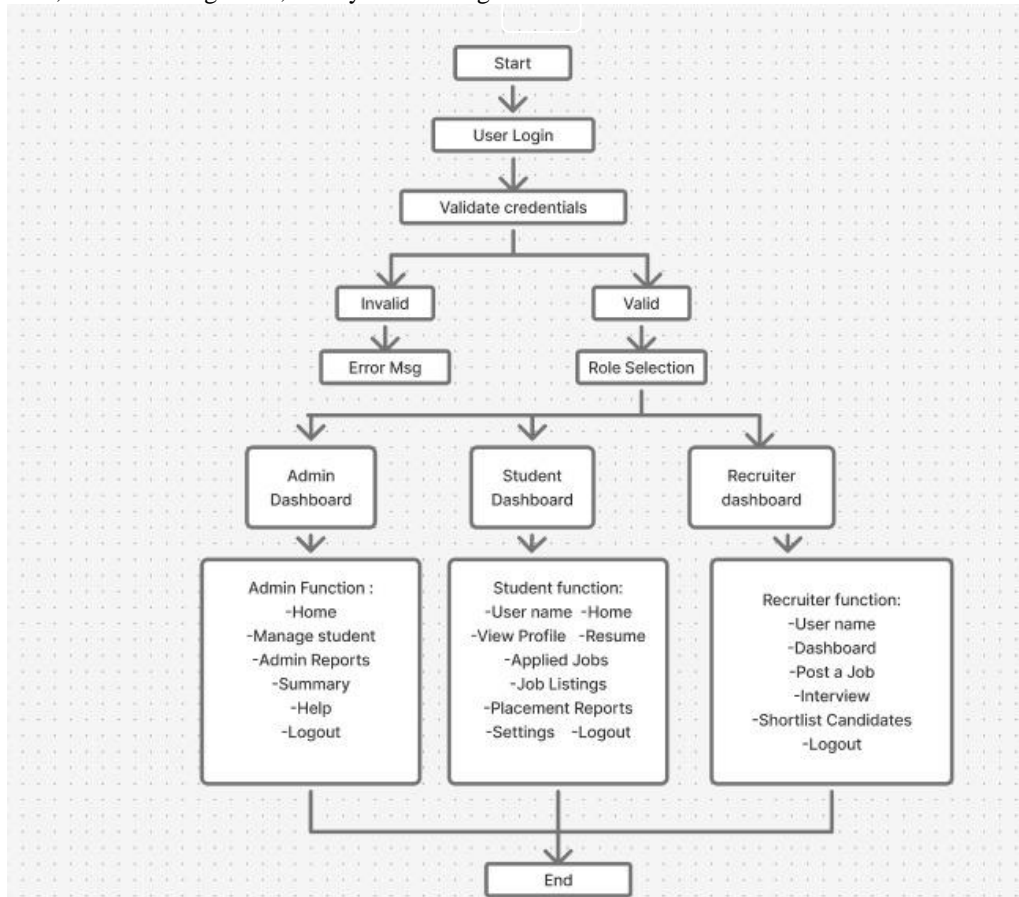 Start
User Login
Validate credentials
Invalid
Valid
Error Msg
Role Selection
Admin
Dashboard
Student
Dashboard
Recruiter
dashboard
Admin Function :
-Home
-Manage student
-Admin Reports
-Summary
-Help
-Logout
Student function:
-User name -Home
-View Profile -Resume
-Applied Jobs
-Job Listings
-Placement Reports
-Settings -Logout
Recruiter function:
-User name
-Dashboard
-Post a Job
-Interview
-Shortlist Candidates
-Logout
End